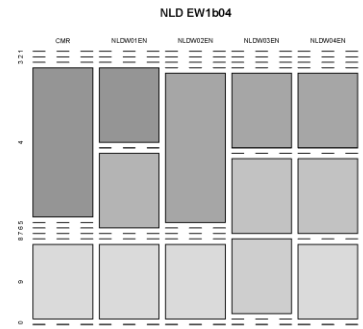 NLD EW1b04
CMR NLDW01EN NLDW02EN NLDW03EN NLDW04EN
3 2 1
4
8 7 6 5
9
0